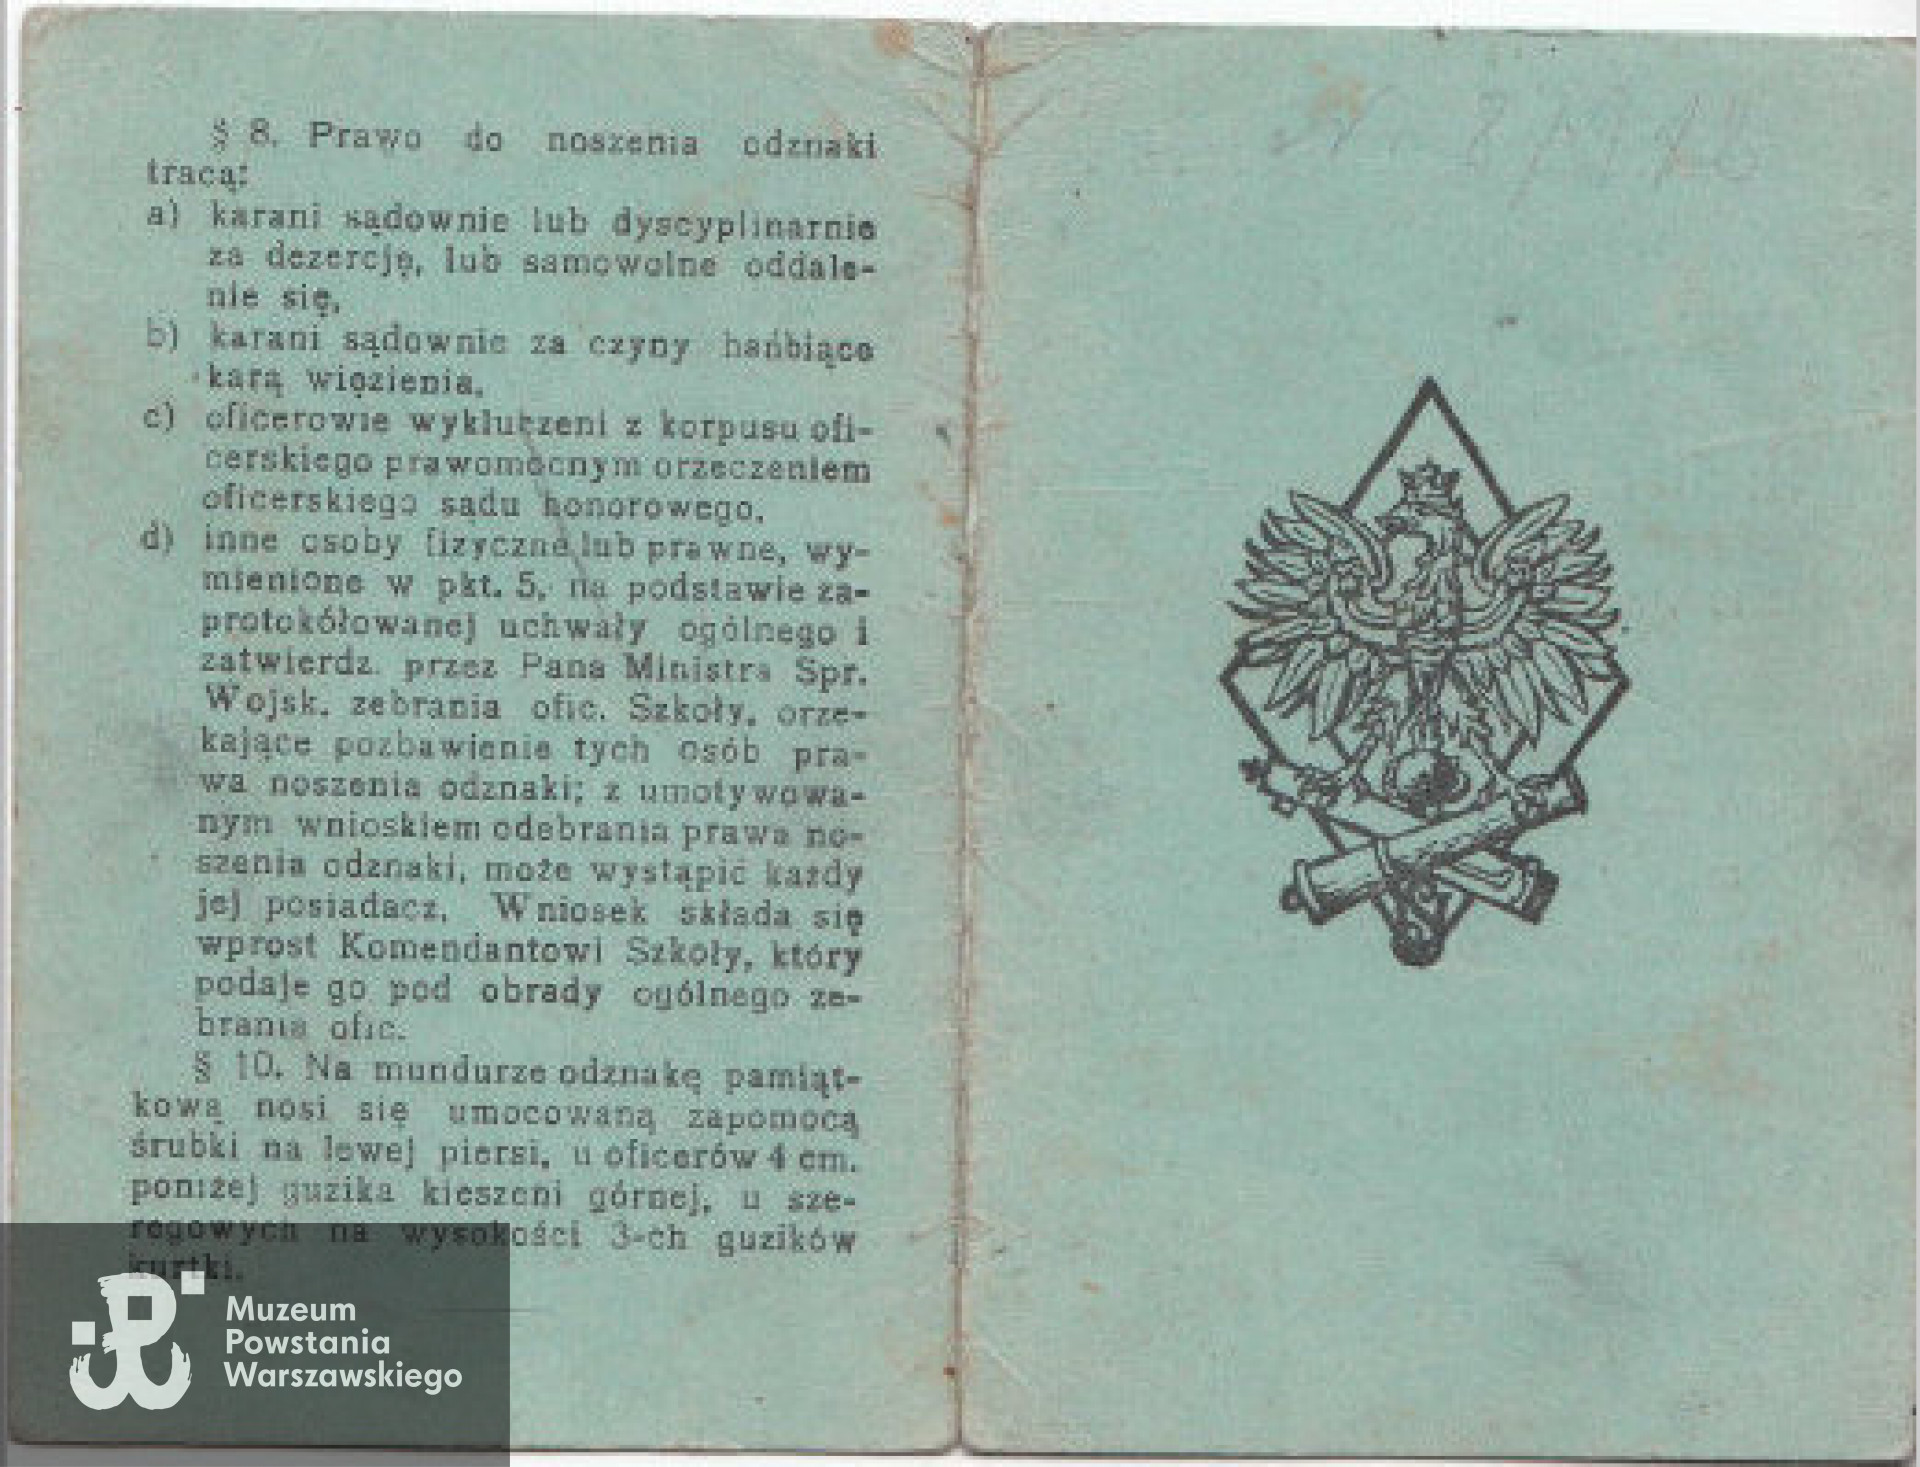 § 8. Prawo do noszenia odznaki
tracą:
a) karani sądownie lub dyscyplinarnie
za dezercję, lub samowolne oddale-
nie się,
b) karani sądownie za czyny hańbiące
karą więzienia,
c) oficerowie wykluczeni z korpusu ofi-
cerskiego prawomocnym orzeczeniem
oficerskiego sądu honorowego,
d) inne osoby fizyczne lub prawne, wy-
mienione w pkt. 5, na podstawie za-
protokółowanej uchwały ogólnego i
zatwierdz. przez Pana Ministra Spr.
Wojsk. zebrania ofic. Szkoły, orze-
kające pozbawienie tych osób pra-
wa noszenia odznaki; z umotywowa-
nym wnioskiem odebrania prawa no-
szenia odznaki, może wystąpić każdy
jej posiadacz. Wniosek składa się
wprost Komendantowi Szkoły, który
podaje go pod obrady ogólnego ze-
brania ofic.
§ 10. Na mundurze odznakę pamiąt-
kową nosi się umocowaną zapomocą
śrubki na lewej piersi, u oficerów 4 cm.
poniżej guzika kieszeni górnej, u sze-
regowych na wysokości 3-ch guzików
kurtki.
Muzeum
Powstania
Warszawskiego